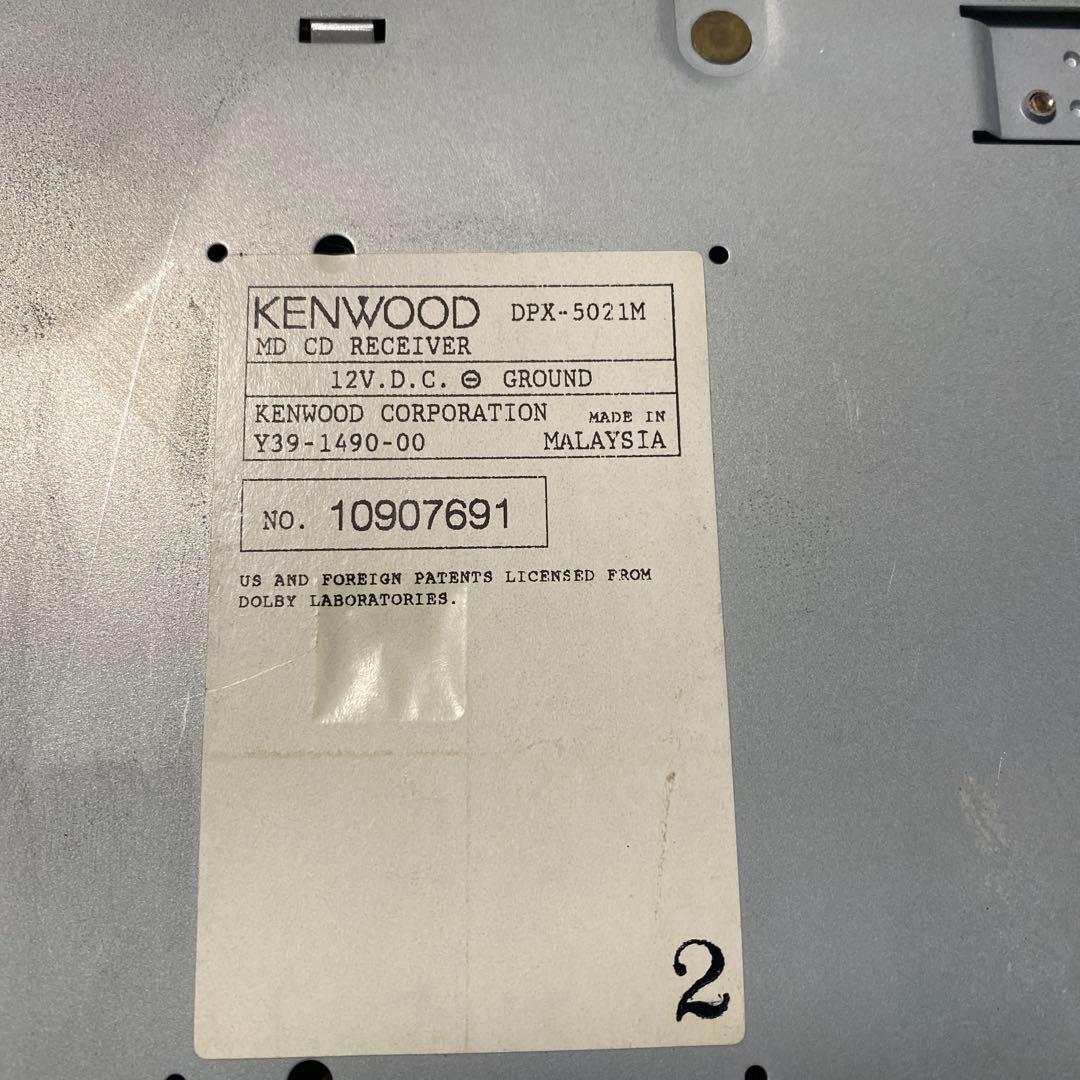 KENWOOD DPX-5021M
MD CD RECEIVER
12V.D.C. ⊖ GROUND
KENWOOD CORPORATION MADE IN
Y39-1490-00 MALAYSIA
NO. 10907691
US AND FOREIGN PATENTS LICENSED FROM
DOLBY LABORATORIES.
2